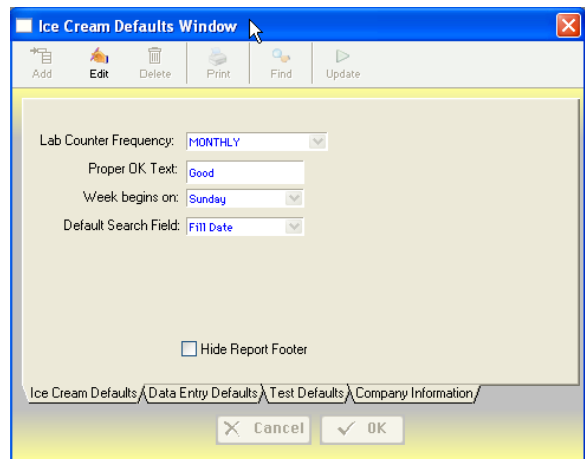 Ice Cream Defaults Window
Add Edit Delete Print Find Update
Lab Counter Frequency: MONTHLY
Proper OK Text: Good
Week begins on: Sunday
Default Search Field: Fill Date
Hide Report Footer
Ice Cream Defaults Data Entry Defaults Test Defaults Company Information
Cancel OK